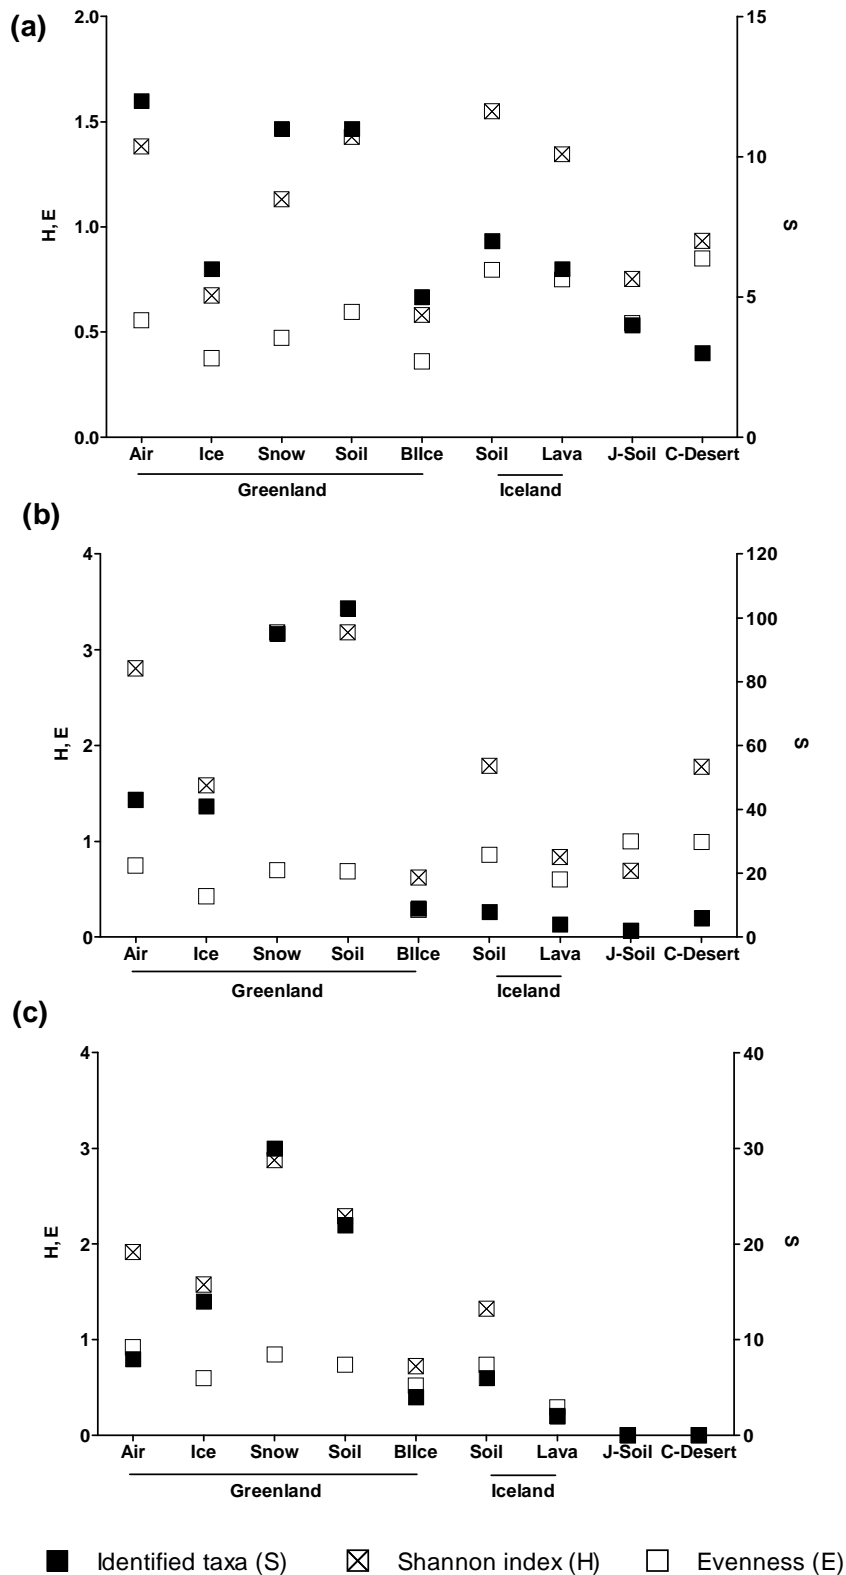 (a)
2.0
1.5
1.0
0.5
0.0
H, E
15
10
5
0
S
Air Ice Snow Soil BlIce Soil Lava J-Soil C-Desert
Greenland Iceland
(b)
4
3
2
1
0
H, E
120
100
80
60
40
20
0
S
Air Ice Snow Soil BlIce Soil Lava J-Soil C-Desert
Greenland Iceland
(c)
4
3
2
1
0
H, E
40
30
20
10
0
S
Air Ice Snow Soil BlIce Soil Lava J-Soil C-Desert
Greenland Iceland
Identified taxa (S) Shannon index (H) Evenness (E)